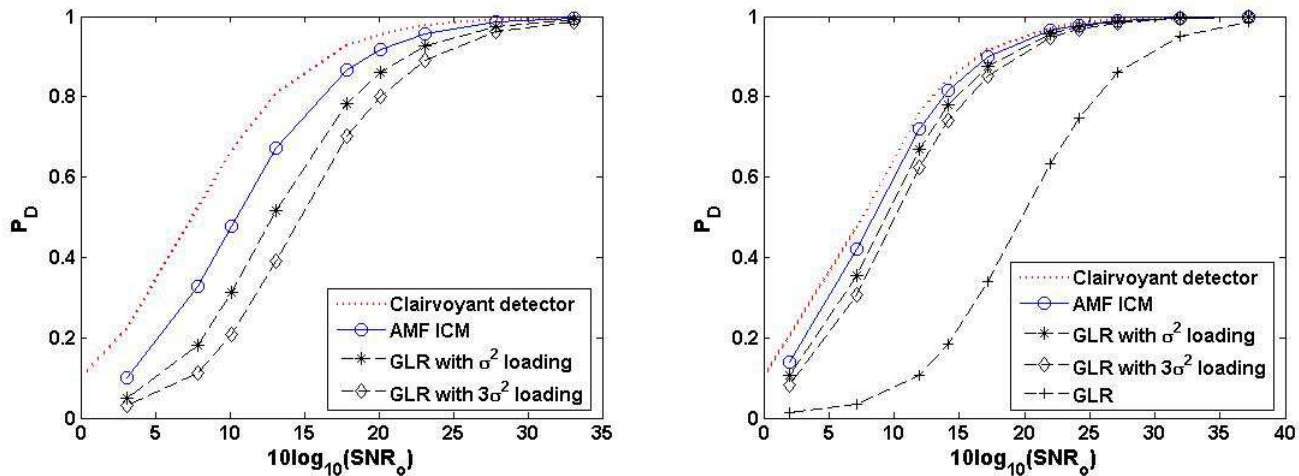 1
0.8
0.6
0.4
0.2
0
P_D
0 5 10 15 20 25 30 35
10log₁₀(SNRₒ)
Clairvoyant detector
AMF ICM
GLR with σ² loading
GLR with 3σ² loading
1
0.8
0.6
0.4
0.2
0
P_D
0 5 10 15 20 25 30 35 40
10log₁₀(SNRₒ)
Clairvoyant detector
AMF ICM
GLR with σ² loading
GLR with 3σ² loading
GLR